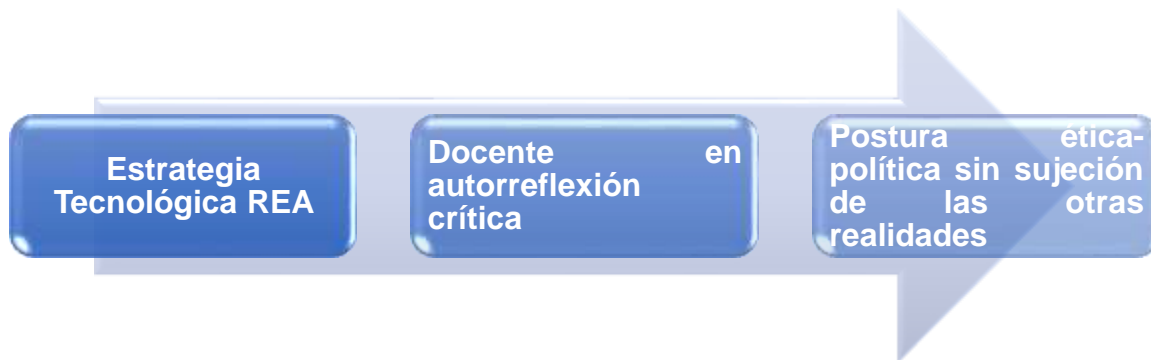 Estrategia
Tecnológica REA
Docente en
autorreflexión
crítica
Postura ética-
política sin sujeción
de las otras
realidades